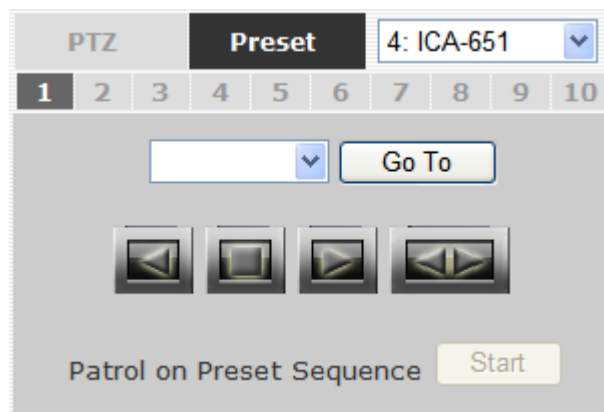 PTZ Preset 4: ICA-651
1 2 3 4 5 6 7 8 9 10
Go To
Patrol on Preset Sequence Start